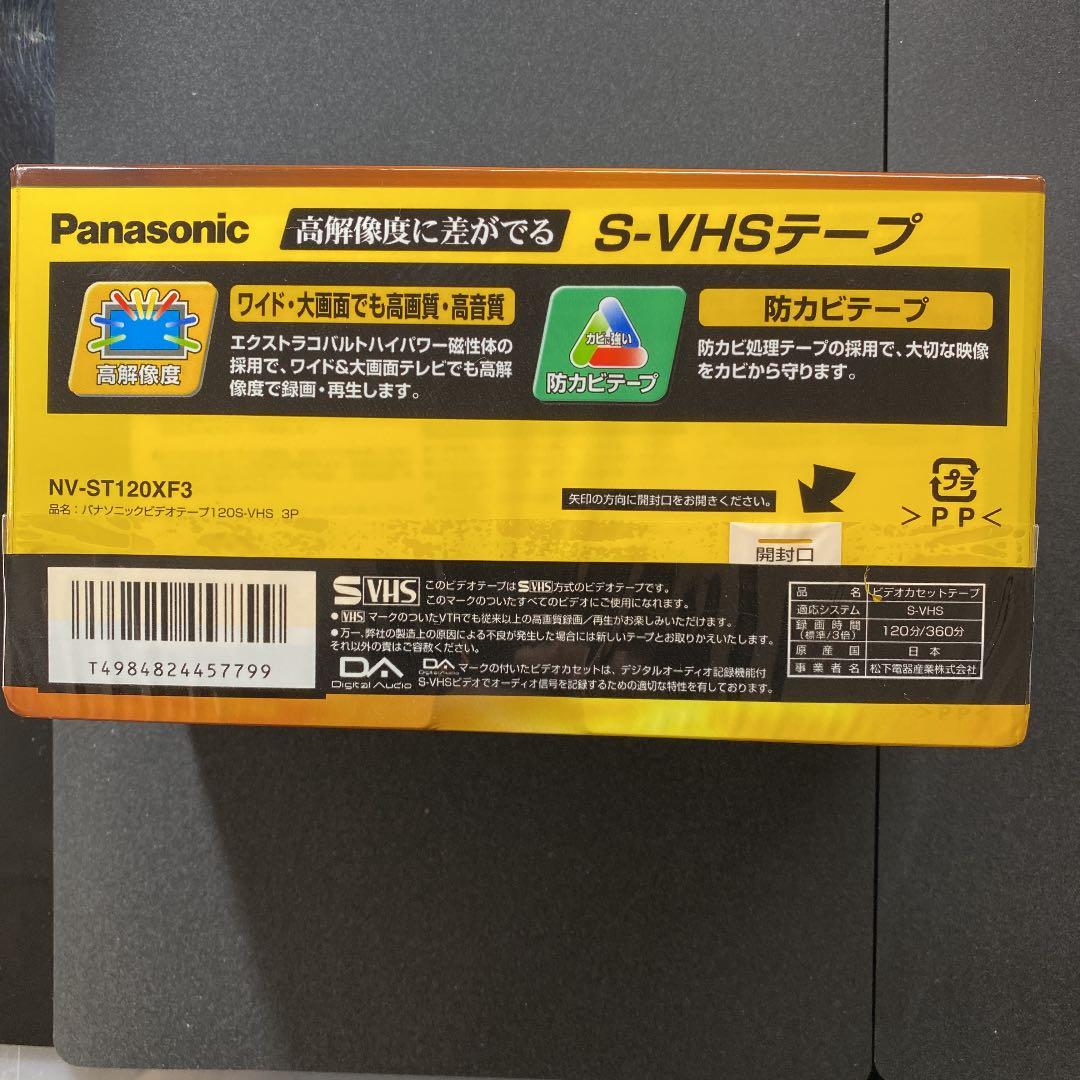 Panasonic 高解像度に差がでる S-VHSテープ
ワイド・大画面でも高画質・高音質
エクストラコバルトハイパワー磁性体の
採用で、ワイド&大画面テレビでも高解
像度で録画・再生します。
高解像度
防カビテープ
防カビ処理テープの採用で、大切な映像
をカビから守ります。
カビに強い
防カビテープ
NV-ST120XF3
品名:パナソニックビデオテープ120S-VHS 3P
矢印の方向に開封口をお開きください。
プラ
>PP<
開封口
T4984824457799
S VHS このビデオテープはS VHS方式のビデオテープです。
このマークのついたすべてのビデオにご使用になれます。
●VHSマークのついたVTRでも従来以上の高画質録画/再生がお楽しみいただけます。
●万一、弊社の製造上の原因による不良が発生した場合には新しいテープとお取りかえいたします。
それ以外の責はご容赦ください。
DA Digital Audio
DA Digital Audio マークの付いたビデオカセットは、デジタルオーディオ記録機能付
S-VHSビデオでオーディオ信号を記録するための適切な特性を有しております。
品名 ビデオカセットテープ
適応システム S-VHS
録画時間(標準/3倍) 120分/360分
原産国 日本
事業者名 松下電器産業株式会社
>PP<